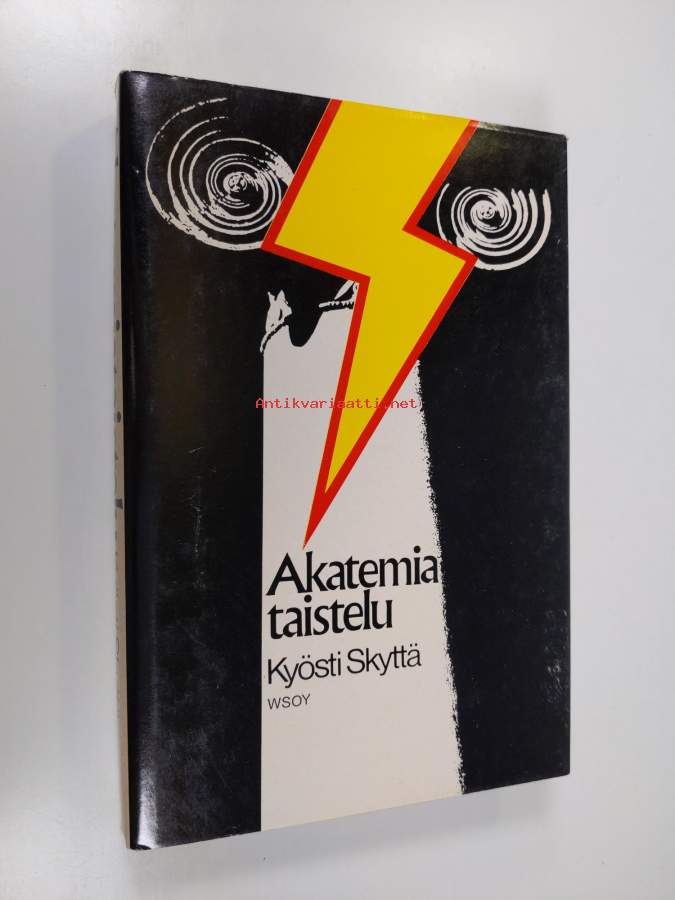 Antikvariaatti.net
Akatemia
taistelu
Kyösti Skyttä
WSOY